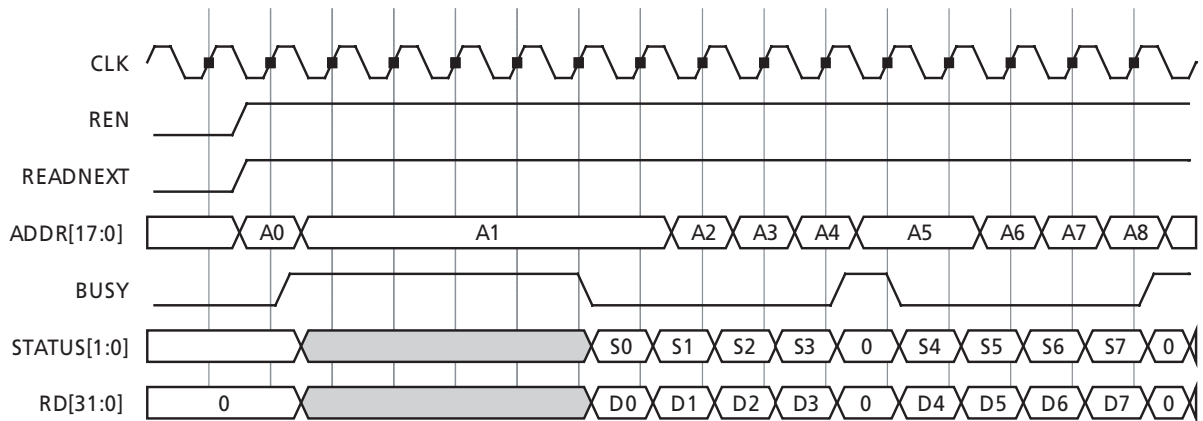 CLK
REN
READNEXT
ADDR[17:0] A0 A1 A2 A3 A4 A5 A6 A7 A8
BUSY
STATUS[1:0] S0 S1 S2 S3 0 S4 S5 S6 S7 0
RD[31:0] 0 D0 D1 D2 D3 0 D4 D5 D6 D7 0